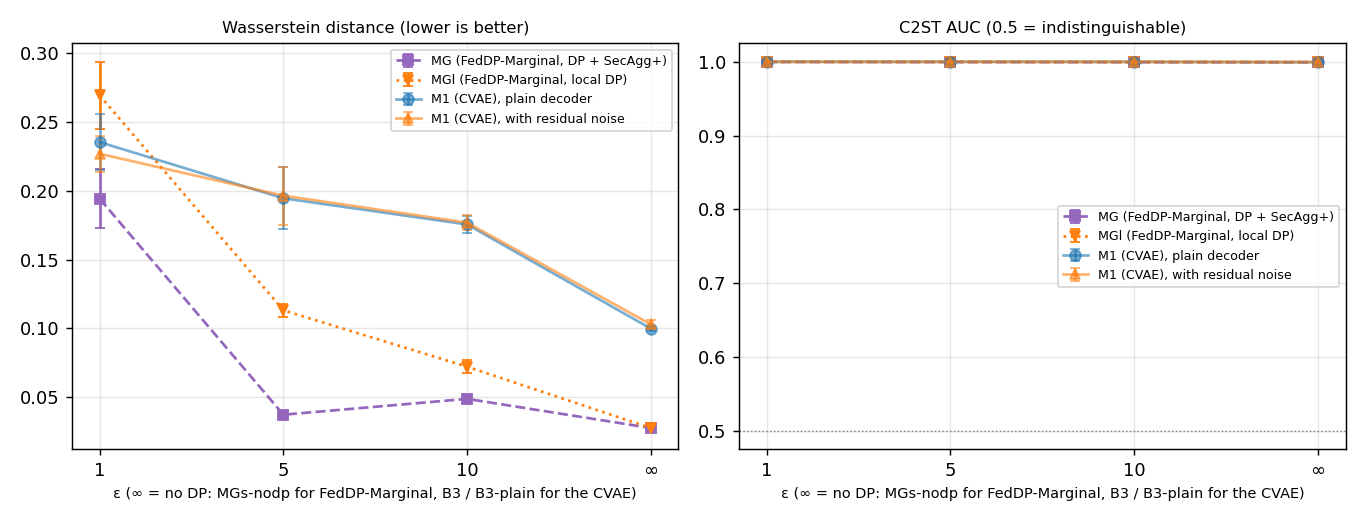 Wasserstein distance (lower is better)
0.30
0.25
0.20
0.15
0.10
0.05
MG (FedDP-Marginal, DP + SecAgg+)
MGl (FedDP-Marginal, local DP)
M1 (CVAE), plain decoder
M1 (CVAE), with residual noise
1
5
10
∞
ε (∞ = no DP: MGs-nodp for FedDP-Marginal, B3 / B3-plain for the CVAE)
C2ST AUC (0.5 = indistinguishable)
1.0
0.9
0.8
0.7
0.6
0.5
MG (FedDP-Marginal, DP + SecAgg+)
MGl (FedDP-Marginal, local DP)
M1 (CVAE), plain decoder
M1 (CVAE), with residual noise
1
5
10
∞
ε (∞ = no DP: MGs-nodp for FedDP-Marginal, B3 / B3-plain for the CVAE)